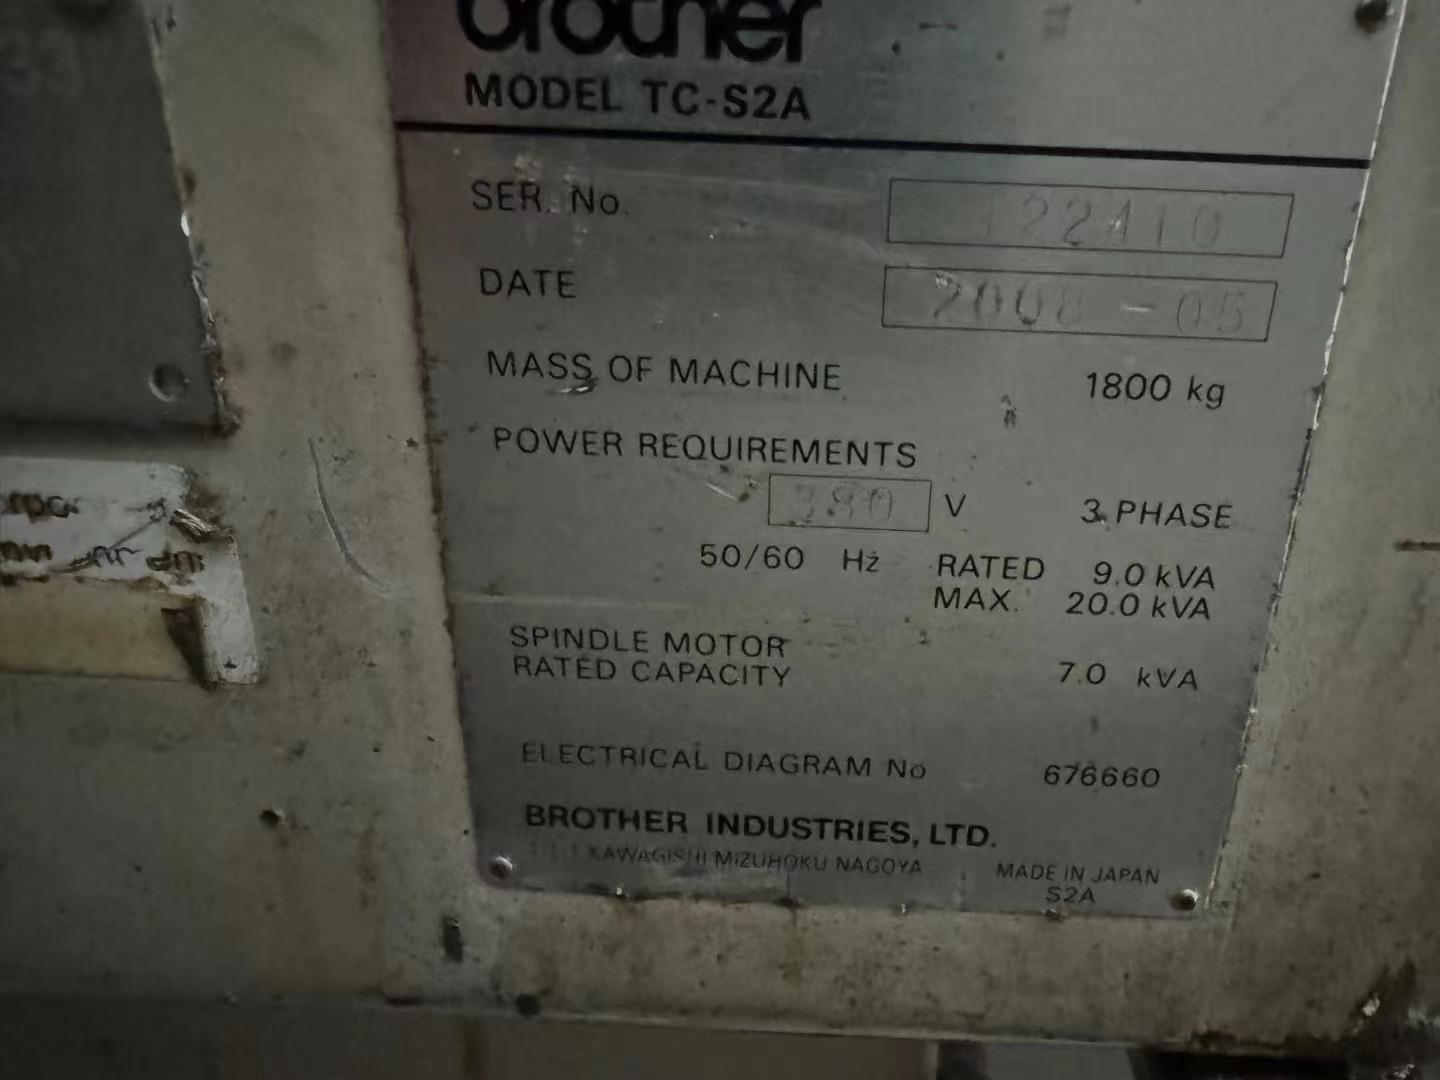 brother
MODEL TC-S2A
SER. No.
DATE 2008-05
MASS OF MACHINE 1800 kg
POWER REQUIREMENTS
V 3 PHASE
50/60 Hz RATED 9.0 kVA
MAX. 20.0 kVA
SPINDLE MOTOR
RATED CAPACITY 7.0 kVA
ELECTRICAL DIAGRAM No 676660
BROTHER INDUSTRIES, LTD.
KAWAGISHI MIZUHOKU NAGOYA MADE IN JAPAN
S2A
33